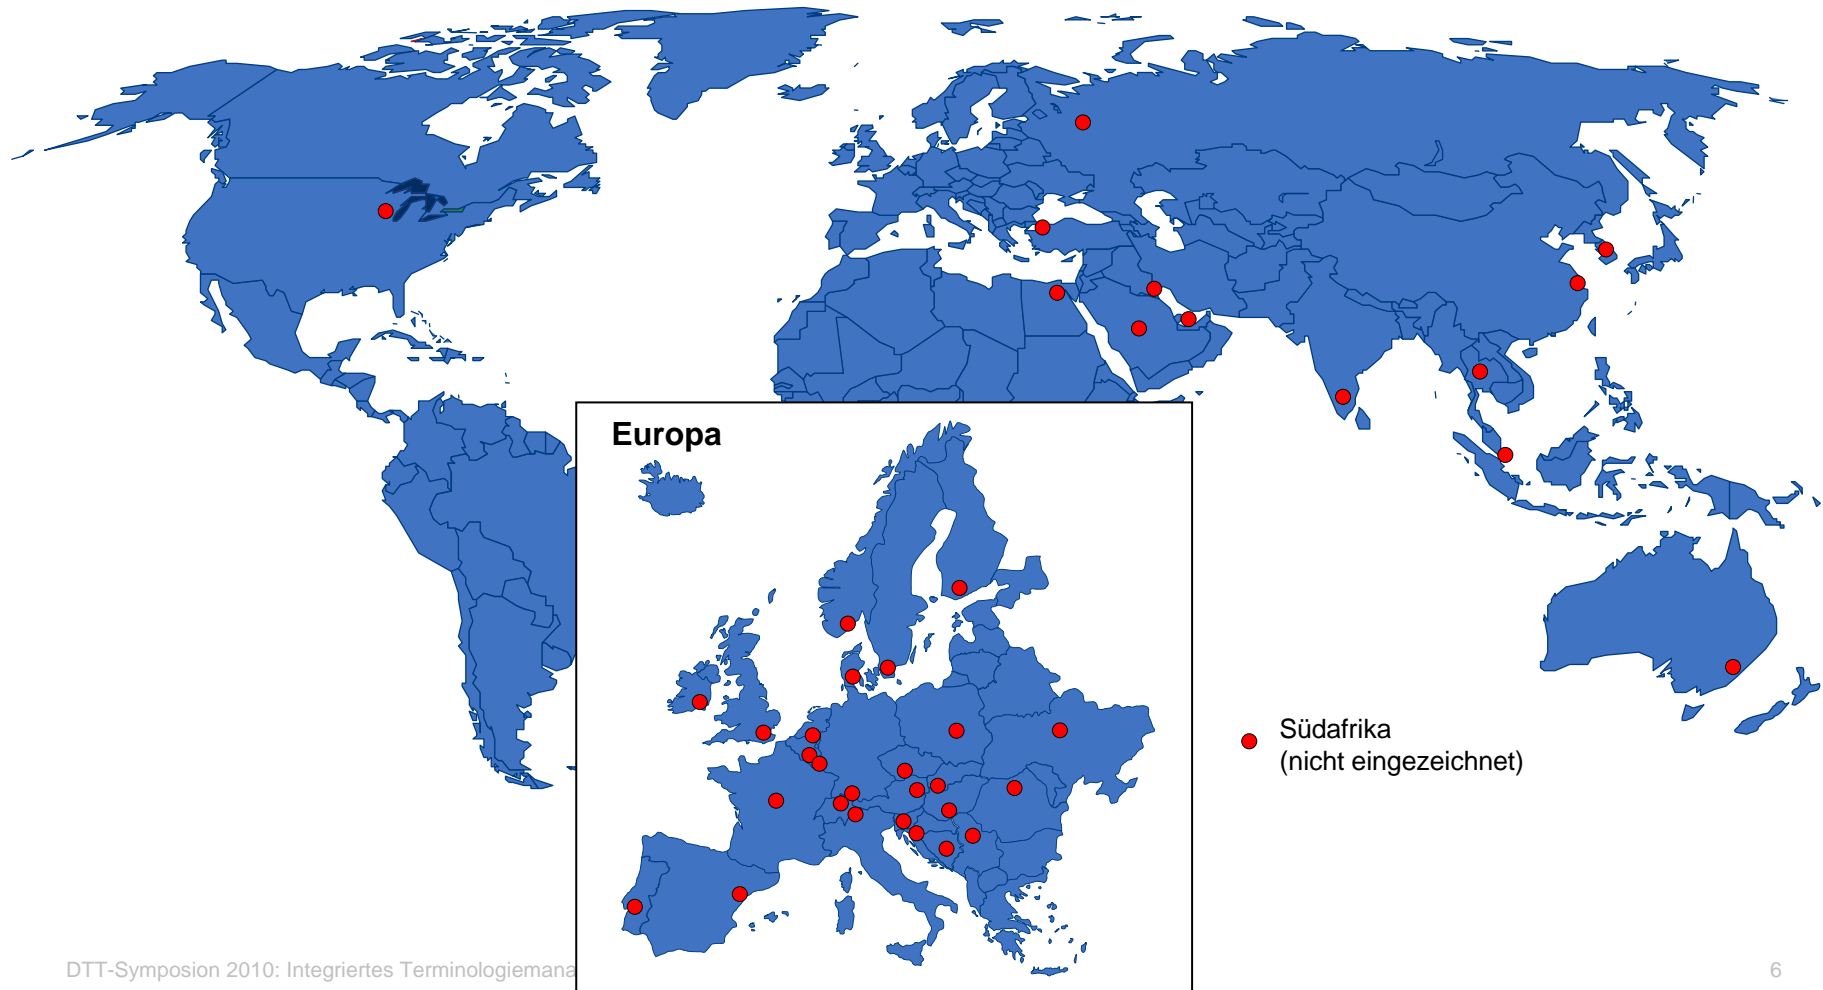 Europa
Südafrika
(nicht eingezeichnet)
DTT-Symposion 2010: Integriertes Terminologiemana
6